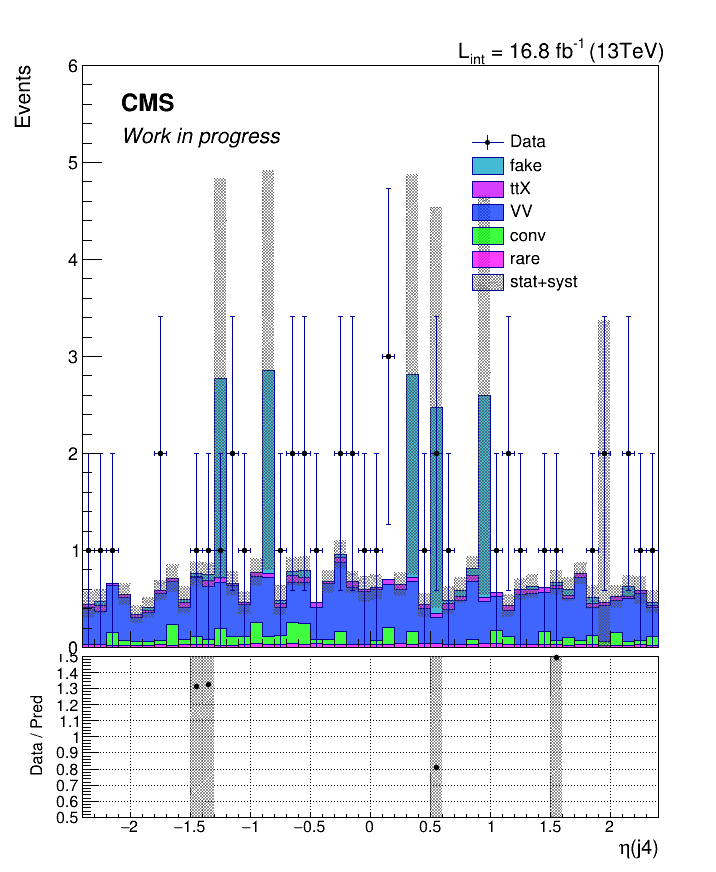 L_int = 16.8 fb^-1 (13TeV)
Events
6
CMS
Work in progress
Data
fake
ttX
VV
conv
rare
stat+syst
5
4
3
2
1
0
Data / Pred
1.5
1.4
1.3
1.2
1.1
1
0.9
0.8
0.7
0.6
0.5
−2 −1.5 −1 −0.5 0 0.5 1 1.5 2
η(j4)